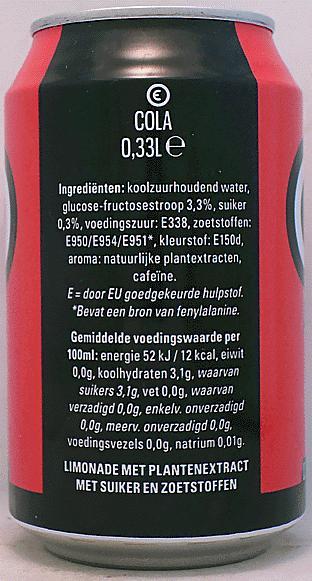 E
COLA
0,33L ℮
Ingrediënten: koolzuurhoudend water,
glucose-fructosestroop 3,3%, suiker
0,3%, voedingszuur: E338, zoetstoffen:
E950/E954/E951*, kleurstof: E150d,
aroma: natuurlijke plantextracten,
cafeïne.
E = door EU goedgekeurde hulpstof.
*Bevat een bron van fenylalanine.
Gemiddelde voedingswaarde per
100ml: energie 52 kJ / 12 kcal, eiwit
0,0g, koolhydraten 3,1g, waarvan
suikers 3,1g, vet 0,0g, waarvan
verzadigd 0,0g, enkelv. onverzadigd
0,0g, meerv. onverzadigd 0,0g,
voedingsvezels 0,0g, natrium 0,01g.
LIMONADE MET PLANTENEXTRACT
MET SUIKER EN ZOETSTOFFEN